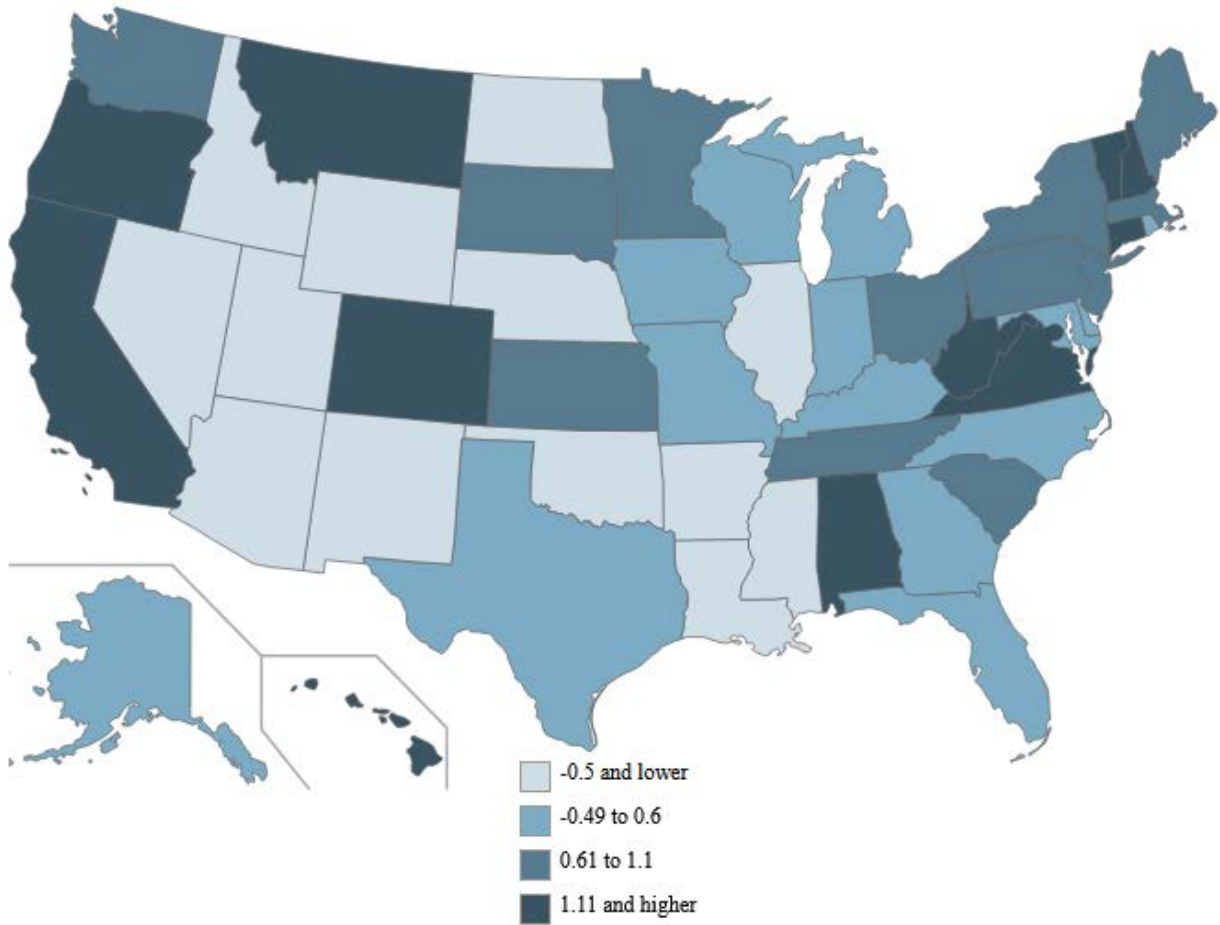 -0.5 and lower
-0.49 to 0.6
0.61 to 1.1
1.11 and higher